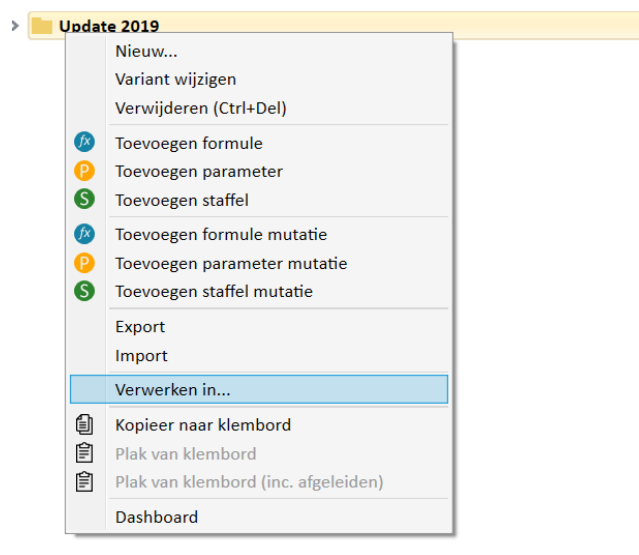 Update 2019
Nieuw...
Variant wijzigen
Verwijderen (Ctrl+Del)
fx Toevoegen formule
P Toevoegen parameter
S Toevoegen staffel
fx Toevoegen formule mutatie
P Toevoegen parameter mutatie
S Toevoegen staffel mutatie
Export
Import
Verwerken in...
Kopieer naar klembord
Plak van klembord
Plak van klembord (inc. afgeleiden)
Dashboard